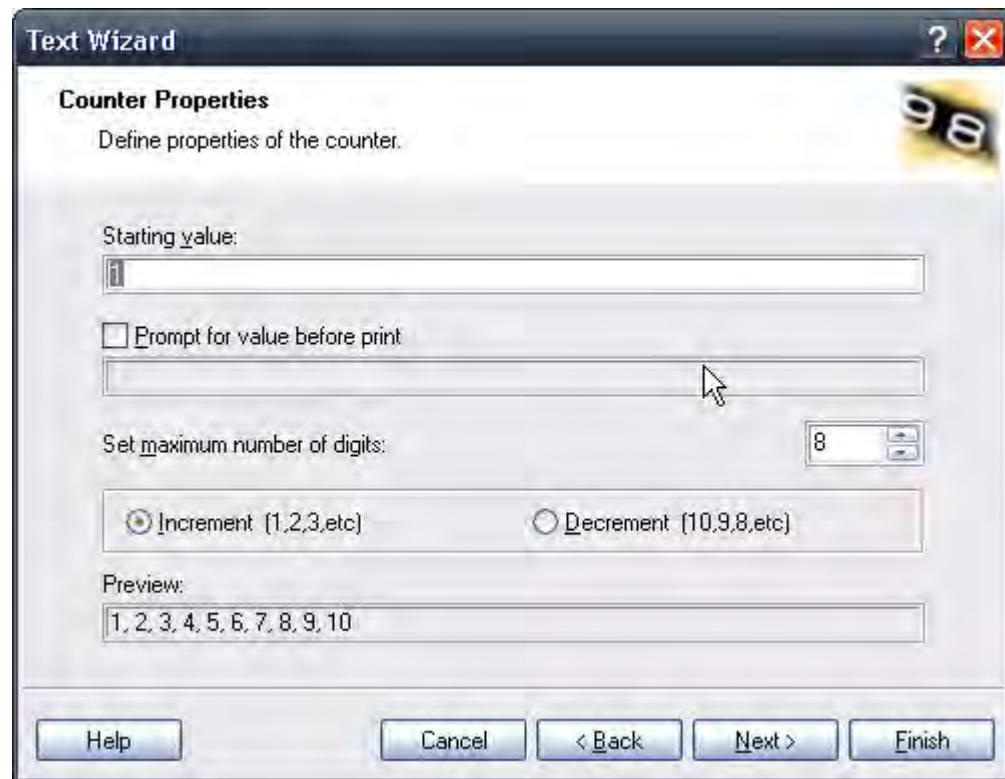 Text Wizard
?
Counter Properties
Define properties of the counter.
98
Starting value:
1
Prompt for value before print
Set maximum number of digits:
8
Increment (1,2,3,etc)
Decrement (10,9,8,etc)
Preview:
1, 2, 3, 4, 5, 6, 7, 8, 9, 10
Help
Cancel
< Back
Next >
Finish